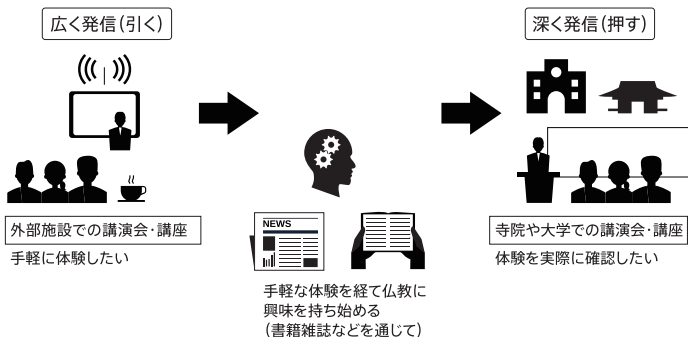 広く発信（引く）
深く発信（押す）
外部施設での講演会・講座
手軽に体験したい
NEWS
手軽な体験を経て仏教に
興味を持ち始める
（書籍雑誌などを通じて）
寺院や大学での講演会・講座
体験を実際に確認したい